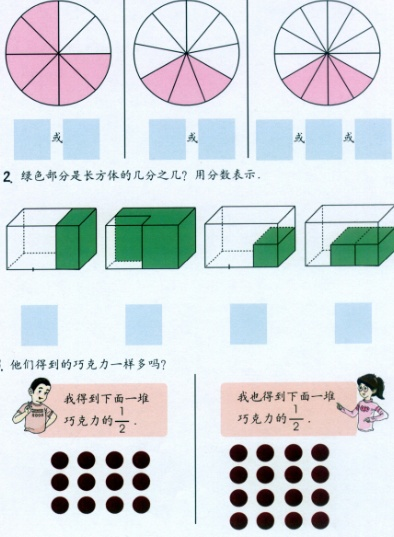 或
或
或
或
2. 绿色部分是长方体的几分之几？用分数表示.
他们得到的巧克力一样多吗？
我得到下面一堆
巧克力的 1/2 .
我也得到下面一堆
巧克力的 1/2 .